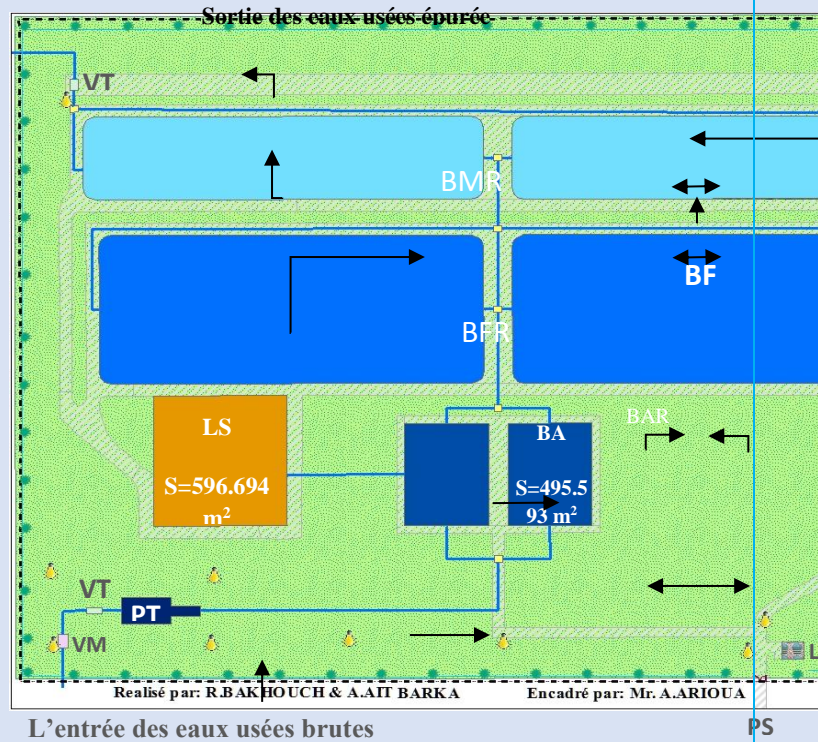 Sortie des eaux usées épurée
VT
BMR
BF
BFR
LS
BA
BAR
S=596.694
m²
S=495.5
93 m²
VT
PT
VM
L
Realisé par: R.BAKHOUCH & A.AIT BARKA
Encadré par: Mr. A.ARIOUA
L'entrée des eaux usées brutes
PS